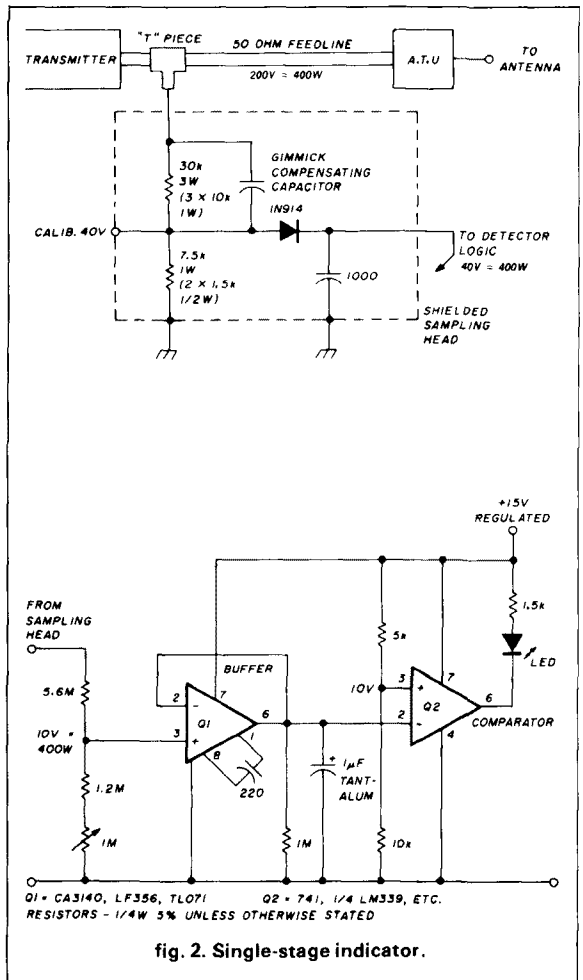 "T" PIECE
TRANSMITTER
50 OHM FEEDLINE
200V = 400W
A.T.U
TO
ANTENNA
30k
3W
(3 × 10k
1W)
GIMMICK
COMPENSATING
CAPACITOR
1N914
CALIB. 40V
7.5k
1W
(2 × 1.5k
1/2W)
1000
TO DETECTOR
LOGIC
40V = 400W
SHIELDED
SAMPLING
HEAD
+15V
REGULATED
1.5k
LED
FROM
SAMPLING
HEAD
5.6M
10V =
400W
1.2M
1M
BUFFER
2
7
Q1
3
+
6
8
1
220
1M
+
1µF
TANT-
ALUM
5k
10V
3
+
7
Q2
6
2
-
4
COMPARATOR
10k
Q1 = CA3140, LF356, TL071
Q2 = 741, 1/4 LM339, ETC.
RESISTORS - 1/4W 5% UNLESS OTHERWISE STATED
fig. 2. Single-stage indicator.